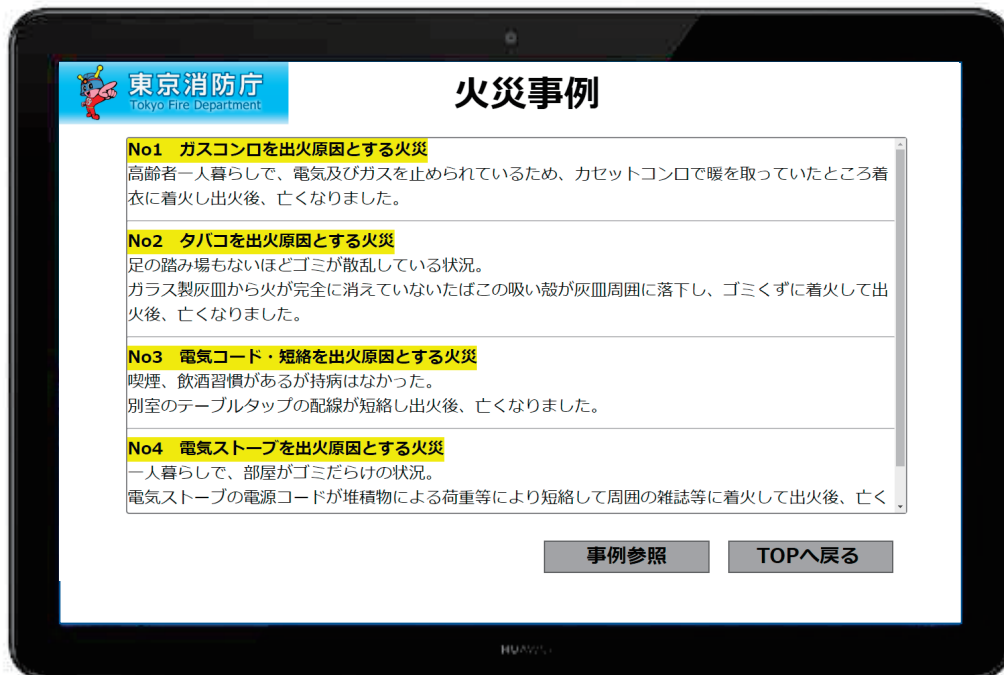 東京消防庁
Tokyo Fire Department
火災事例
No1　ガスコンロを出火原因とする火災
高齢者一人暮らしで、電気及びガスを止められているため、カセットコンロで暖を取っていたところ着
衣に着火し出火後、亡くなりました。
No2　タバコを出火原因とする火災
足の踏み場もないほどゴミが散乱している状況。
ガラス製灰皿から火が完全に消えていないたばこの吸い殻が灰皿周囲に落下し、ゴミくずに着火して出
火後、亡くなりました。
No3　電気コード・短絡を出火原因とする火災
喫煙、飲酒習慣があるが持病はなかった。
別室のテーブルタップの配線が短絡し出火後、亡くなりました。
No4　電気ストーブを出火原因とする火災
一人暮らしで、部屋がゴミだらけの状況。
電気ストーブの電源コードが堆積物による荷重等により短絡して周囲の雑誌等に着火して出火後、亡く
事例参照
TOPへ戻る